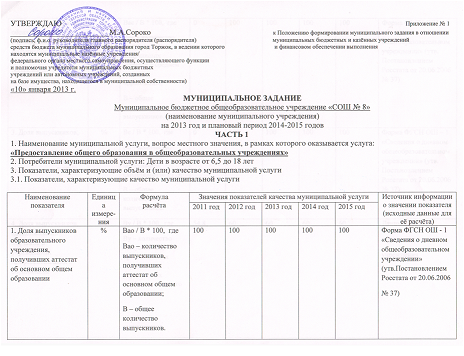 УТВЕРЖДАЮ
Приложение № 1
М.А.Сороко
к Положению формирования муниципального задания в отношении
муниципальных бюджетных и казённых учреждений
и финансовом обеспечении выполнения
(подпись, ф.и.о. руководителя главного распорядителя (распорядителя)
средств бюджета муниципального образования город Торжок, в ведении которого
находятся муниципальные казённые учреждения/
федерального органа местного самоуправления, осуществляющего функции
и полномочия учредителя муниципальных бюджетных
учреждений или автономных учреждений, созданных
на базе имущества, находящегося в муниципальной собственности)
«10» января 2013 г.
МУНИЦИПАЛЬНОЕ ЗАДАНИЕ
Муниципальное бюджетное общеобразовательное учреждение «СОШ № 8»
(наименование муниципального учреждения)
на 2013 год и плановый период 2014-2015 годов
ЧАСТЬ 1
1. Наименование муниципальной услуги, вопрос местного значения, в рамках которого оказывается услуга:
«Предоставление общего образования в общеобразовательных учреждениях»
2. Потребители муниципальной услуги: Дети в возрасте от 6,5 до 18 лет
3. Показатели, характеризующие объём и (или) качество муниципальной услуги
3.1. Показатели, характеризующие качество муниципальной услуги
Наименование показателя
Единица измерения
Формула расчёта
Значения показателей качества муниципальной услуги
2011 год
2012 год
2013 год
2014 год
2015 год
Источник информации о значении показателя (исходные данные для её расчёта)
1. Доля выпускников образовательного учреждения, получивших аттестат об основном общем образовании
%
Вао / В * 100, где
Вао – количество выпускников, получивших аттестат об основном общем образовании;
В – общее количество выпускников.
100
100
100
100
100
Форма ФГСН ОШ - 1 «Сведения о дневном общеобразовательном учреждении» (утв.Постановлением Росстата от 20.06.2006
№ 37)